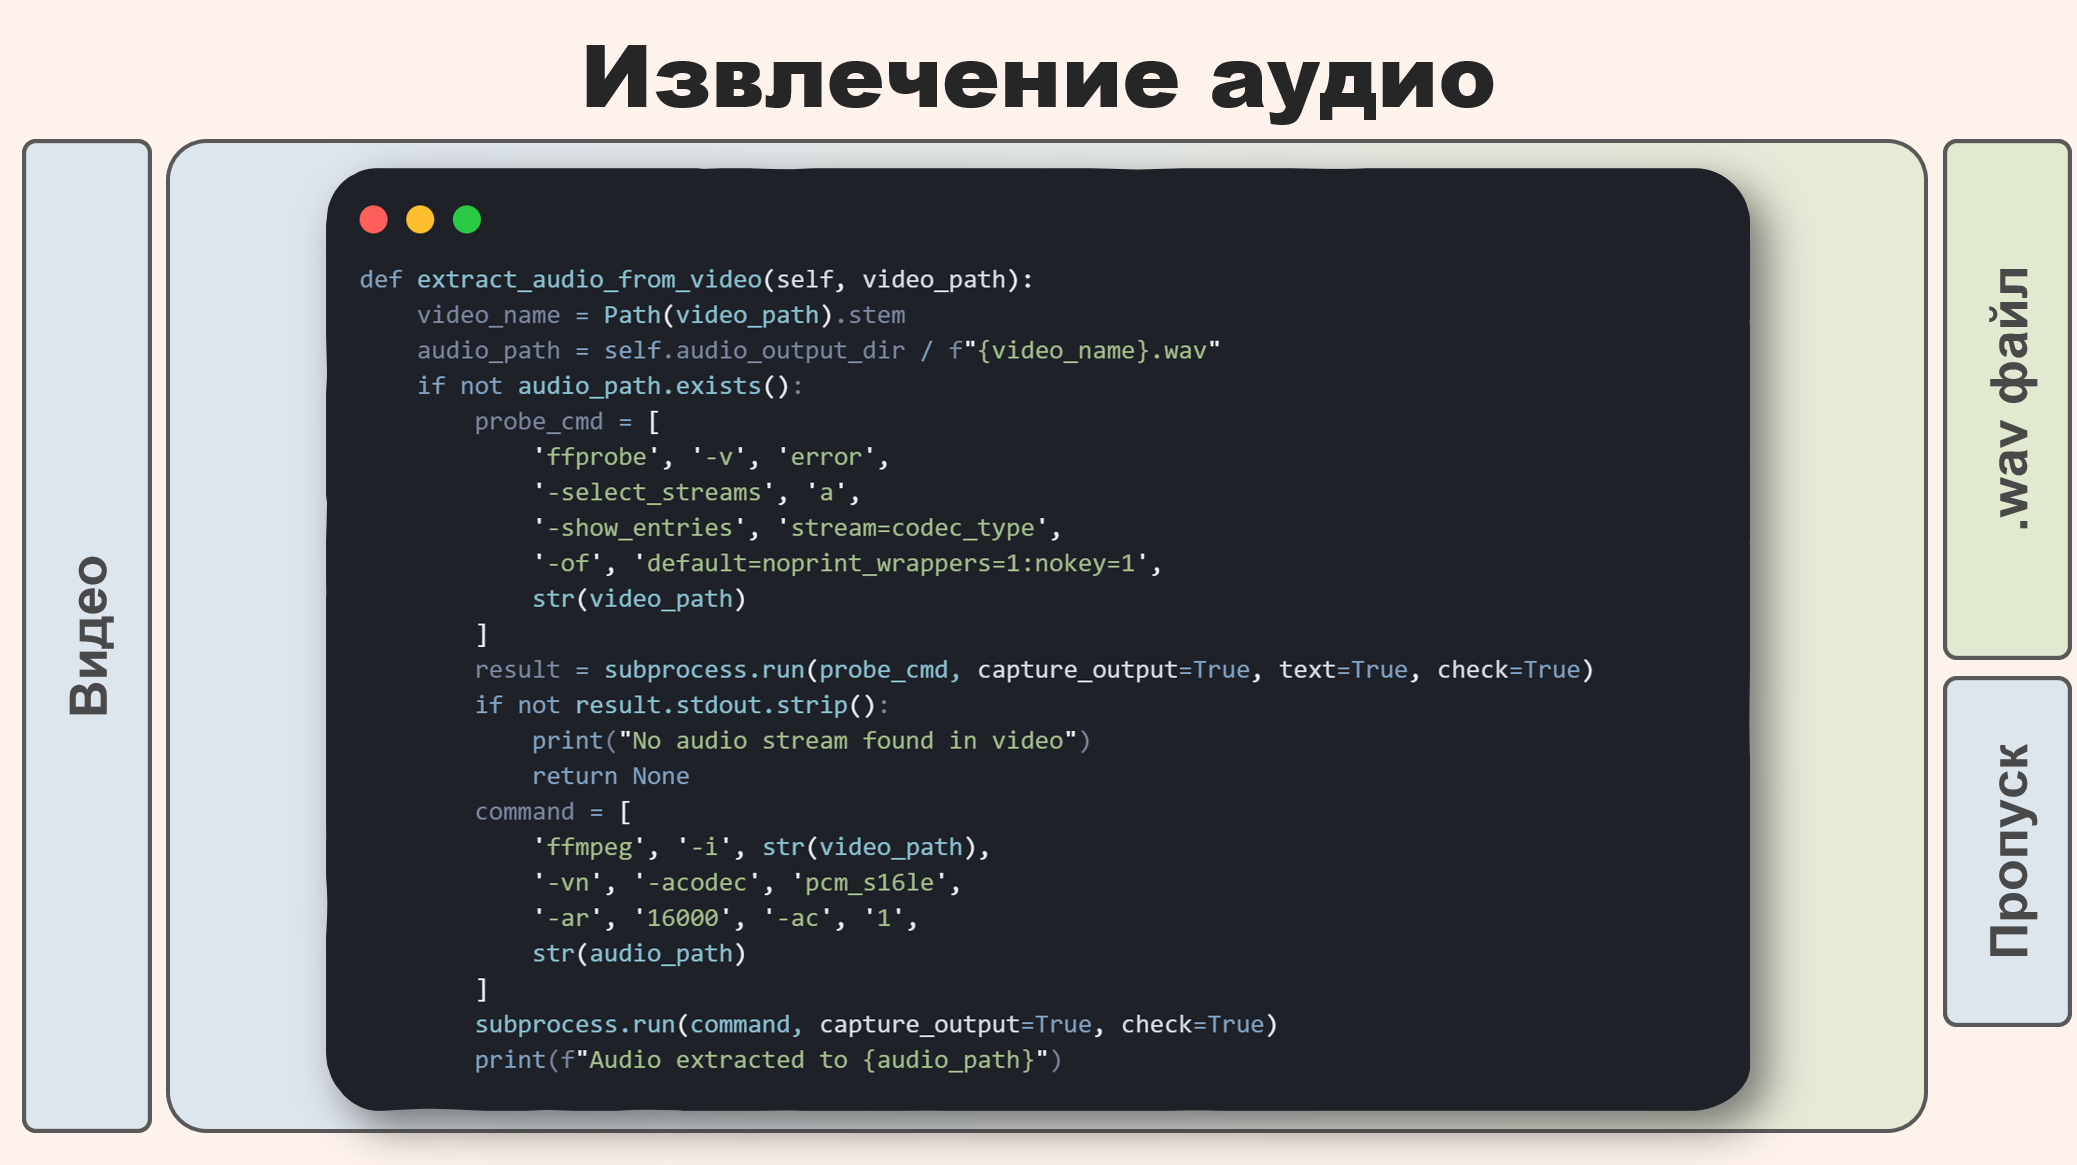 Извлечение аудио
Видео
def extract_audio_from_video(self, video_path):
    video_name = Path(video_path).stem
    audio_path = self.audio_output_dir / f"{video_name}.wav"
    if not audio_path.exists():
        probe_cmd = [
            'ffprobe', '-v', 'error',
            '-select_streams', 'a',
            '-show_entries', 'stream=codec_type',
            '-of', 'default=noprint_wrappers=1:nokey=1',
            str(video_path)
        ]
        result = subprocess.run(probe_cmd, capture_output=True, text=True, check=True)
        if not result.stdout.strip():
            print("No audio stream found in video")
            return None
        command = [
            'ffmpeg', '-i', str(video_path),
            '-vn', '-acodec', 'pcm_s16le',
            '-ar', '16000', '-ac', '1',
            str(audio_path)
        ]
        subprocess.run(command, capture_output=True, check=True)
        print(f"Audio extracted to {audio_path}")
.wav файл
Пропуск